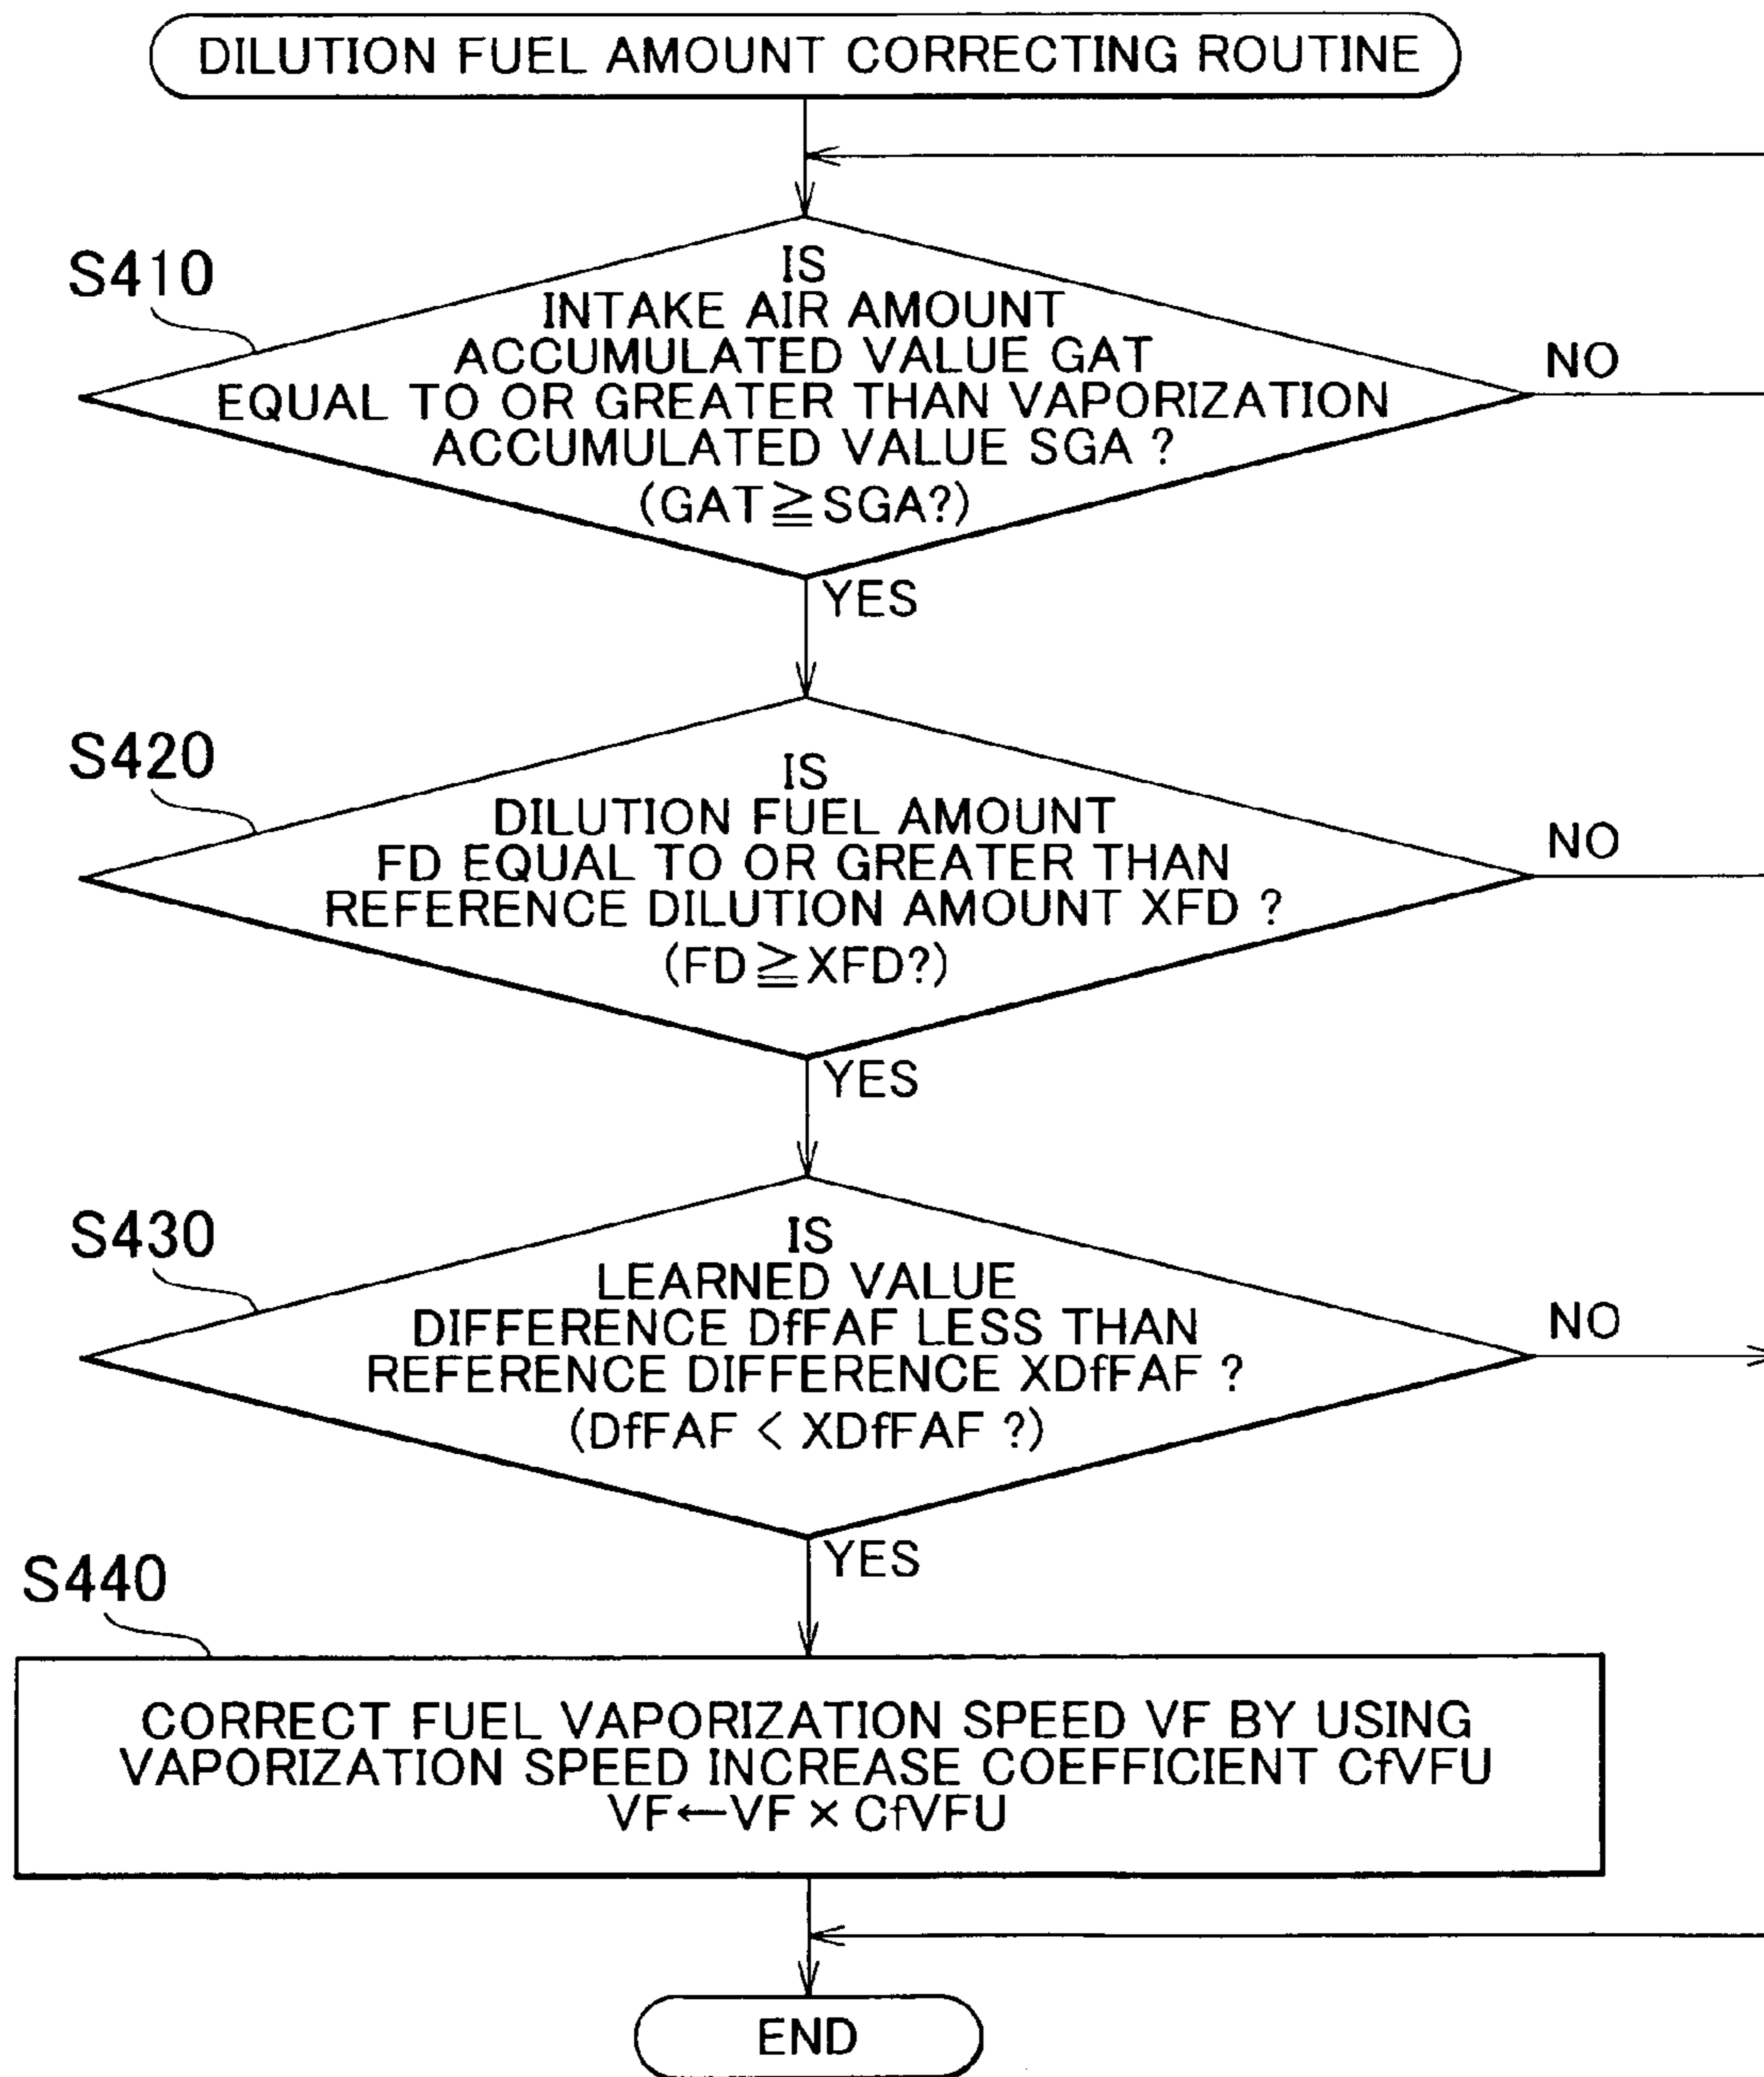 DILUTION FUEL AMOUNT CORRECTING ROUTINE
S410
IS
INTAKE AIR AMOUNT
ACCUMULATED VALUE GAT
EQUAL TO OR GREATER THAN VAPORIZATION
ACCUMULATED VALUE SGA ?
(GAT≧SGA?)
NO
YES
S420
IS
DILUTION FUEL AMOUNT
FD EQUAL TO OR GREATER THAN
REFERENCE DILUTION AMOUNT XFD ?
(FD≧XFD?)
NO
YES
S430
IS
LEARNED VALUE
DIFFERENCE DfFAF LESS THAN
REFERENCE DIFFERENCE XDfFAF ?
(DfFAF < XDfFAF ?)
NO
YES
S440
CORRECT FUEL VAPORIZATION SPEED VF BY USING
VAPORIZATION SPEED INCREASE COEFFICIENT CfVFU
VF←VF × CfVFU
END